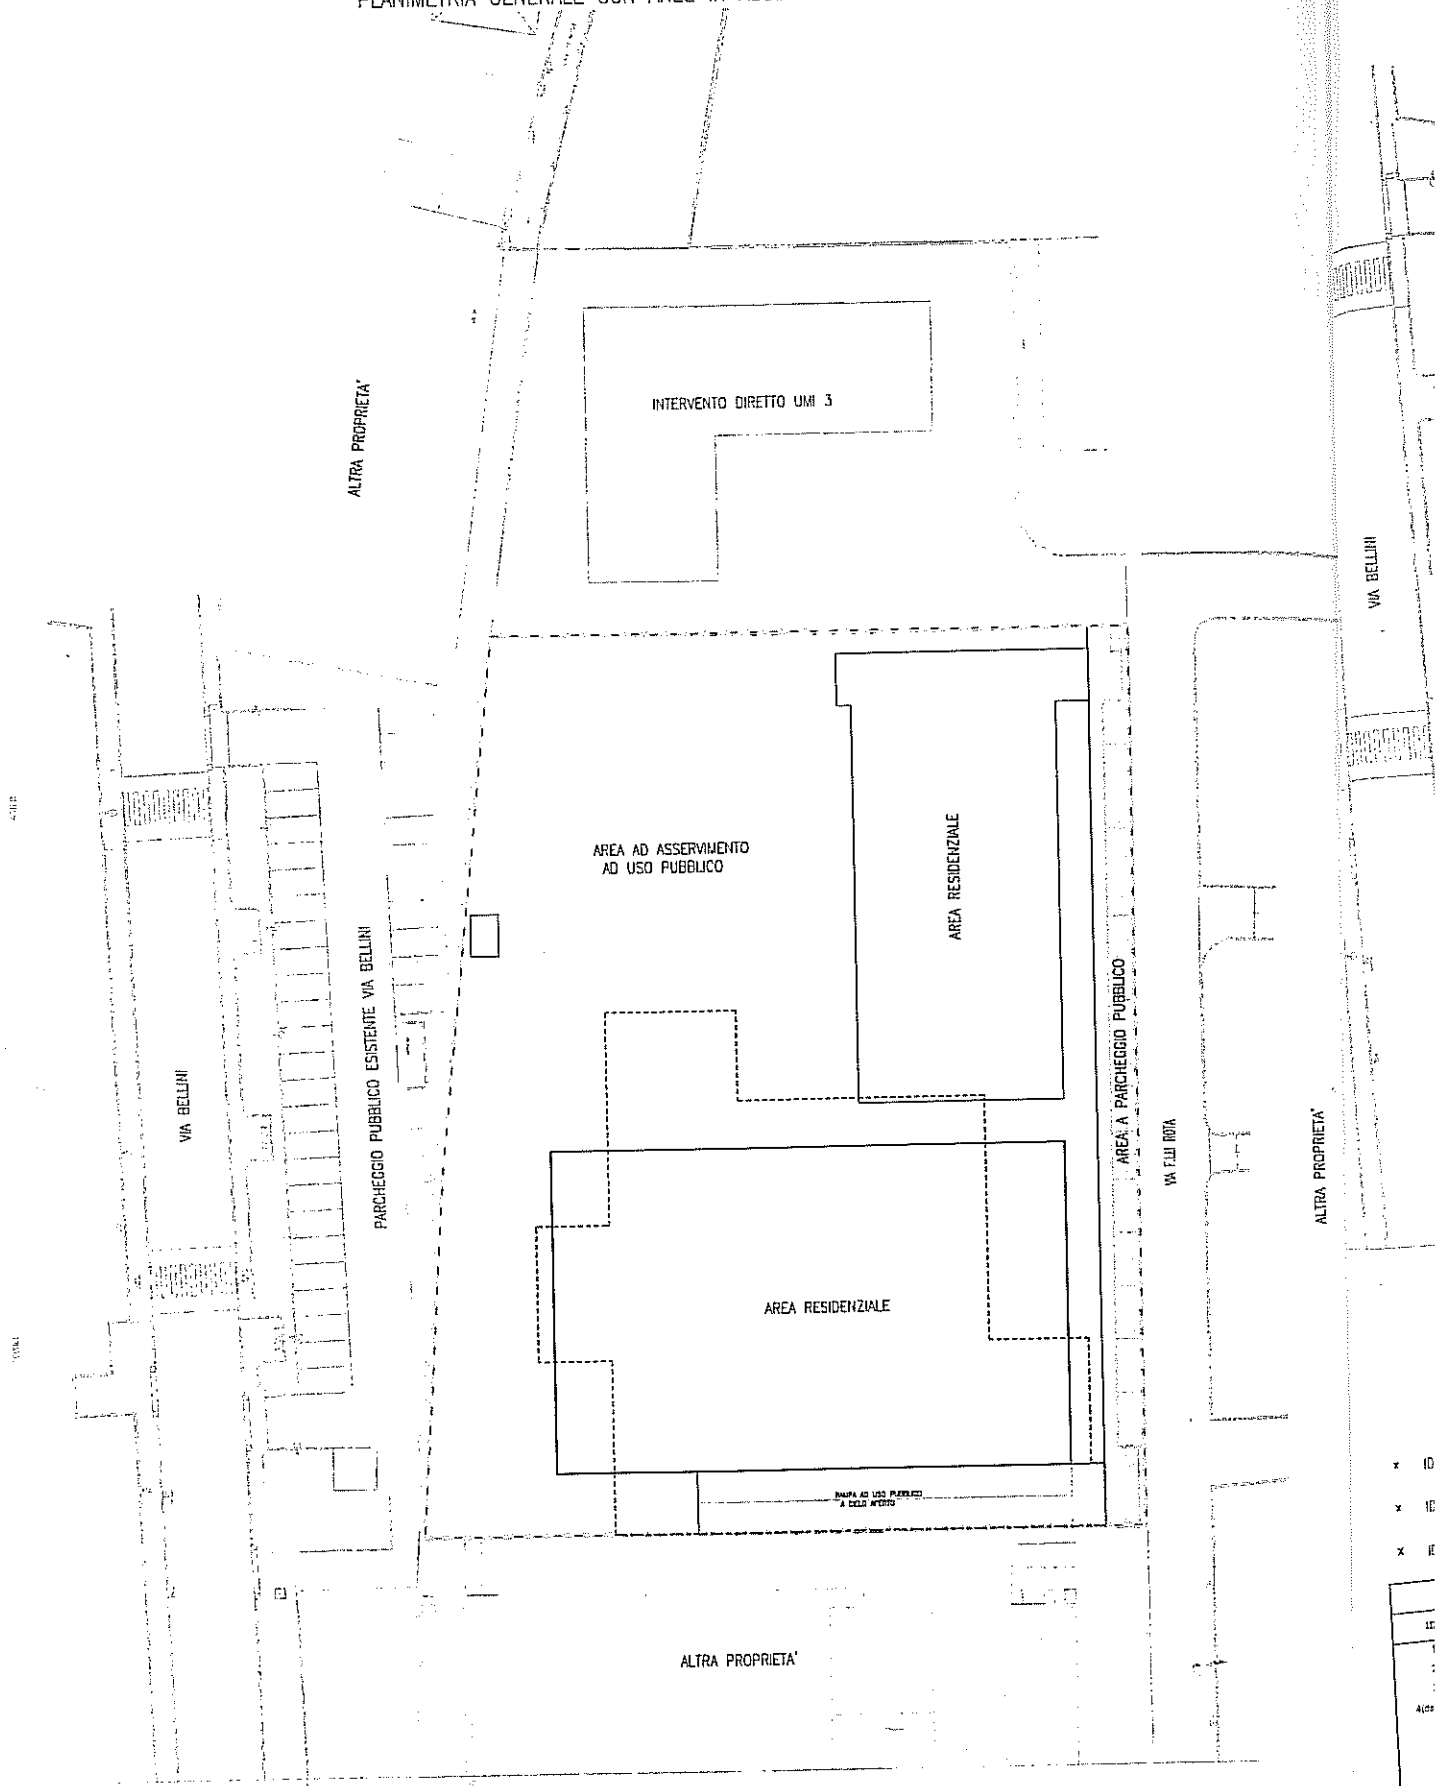 PLANIMETRIA GENERALE CON AREE IN
ALTRA PROPRIETA'
INTERVENTO DIRETTO UMI 3
VIA BELLINI
AREA AD ASSERVIMENTO
AD USO PUBBLICO
AREA RESIDENZIALE
PARCHEGGIO PUBBLICO ESISTENTE VIA BELLINI
VIA BELLINI
AREA A PARCHEGGIO PUBBLICO
VIA F.LLI ROTA
ALTRA PROPRIETA'
AREA RESIDENZIALE
RAMPA AD USO PUBBLICO
A CIELO APERTO
ALTRA PROPRIETA'
x ID
x
x